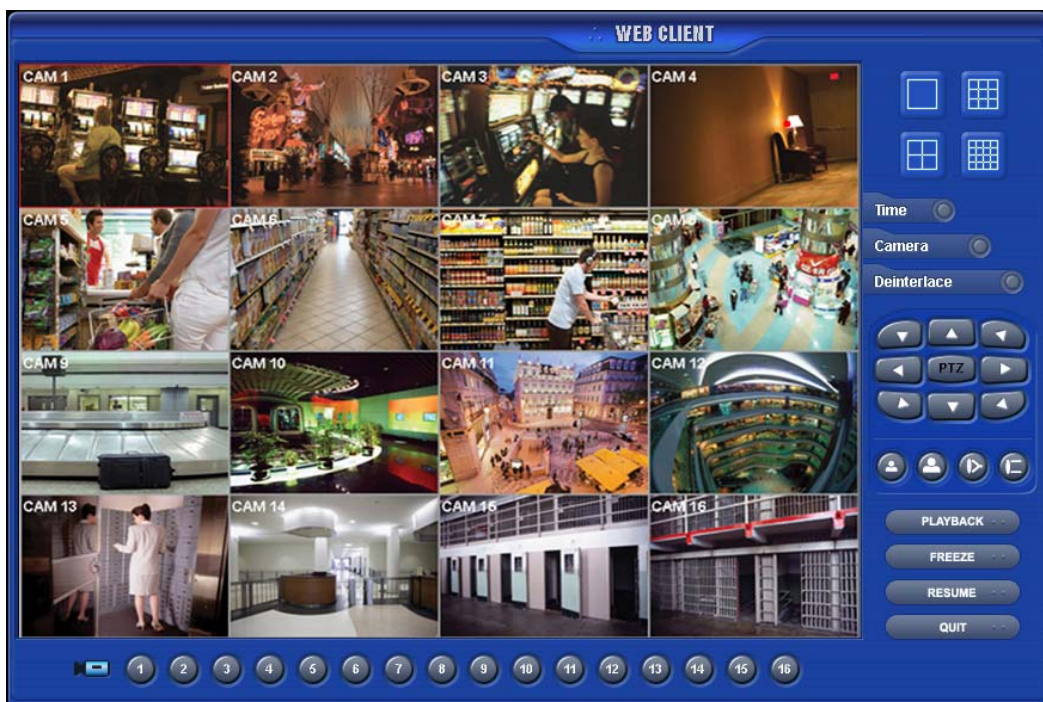 WEB CLIENT
CAM 1
CAM 2
CAM 3
CAM 4
CAM 5
CAM 6
CAM 7
CAM 8
CAM 9
CAM 10
CAM 11
CAM 12
CAM 13
CAM 14
CAM 15
CAM 16
Time
Camera
Deinterlace
PTZ
PLAYBACK
FREEZE
RESUME
QUIT
1 2 3 4 5 6 7 8 9 10 11 12 13 14 15 16